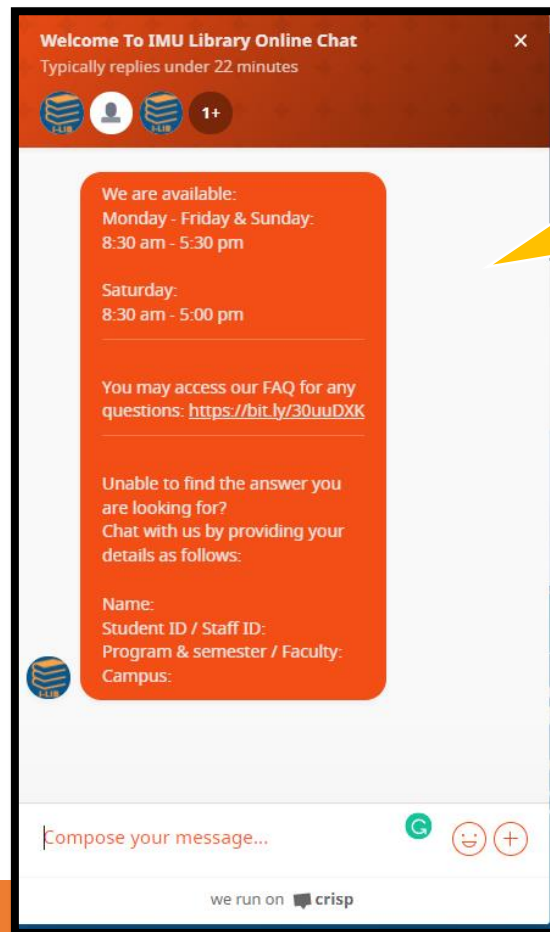 Welcome To IMU Library Online Chat
Typically replies under 22 minutes
I-LIB
I-LIB
1+
We are available:
Monday - Friday & Sunday:
8:30 am - 5:30 pm
Saturday:
8:30 am - 5:00 pm
You may access our FAQ for any
questions: https://bit.ly/30uuDXK
Unable to find the answer you
are looking for?
Chat with us by providing your
details as follows:
Name:
Student ID / Staff ID:
Program & semester / Faculty:
Campus:
I-LIB
Compose your message...
we run on crisp